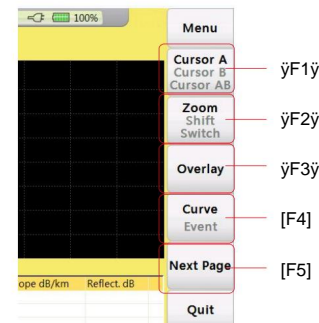 100%
Menu
Cursor A
Cursor B
Cursor AB
ÿF1ÿ
Zoom
Shift
Switch
ÿF2ÿ
Overlay
ÿF3ÿ
Curve
Event
[F4]
Next Page
[F5]
ope dB/km Reflect. dB
Quit